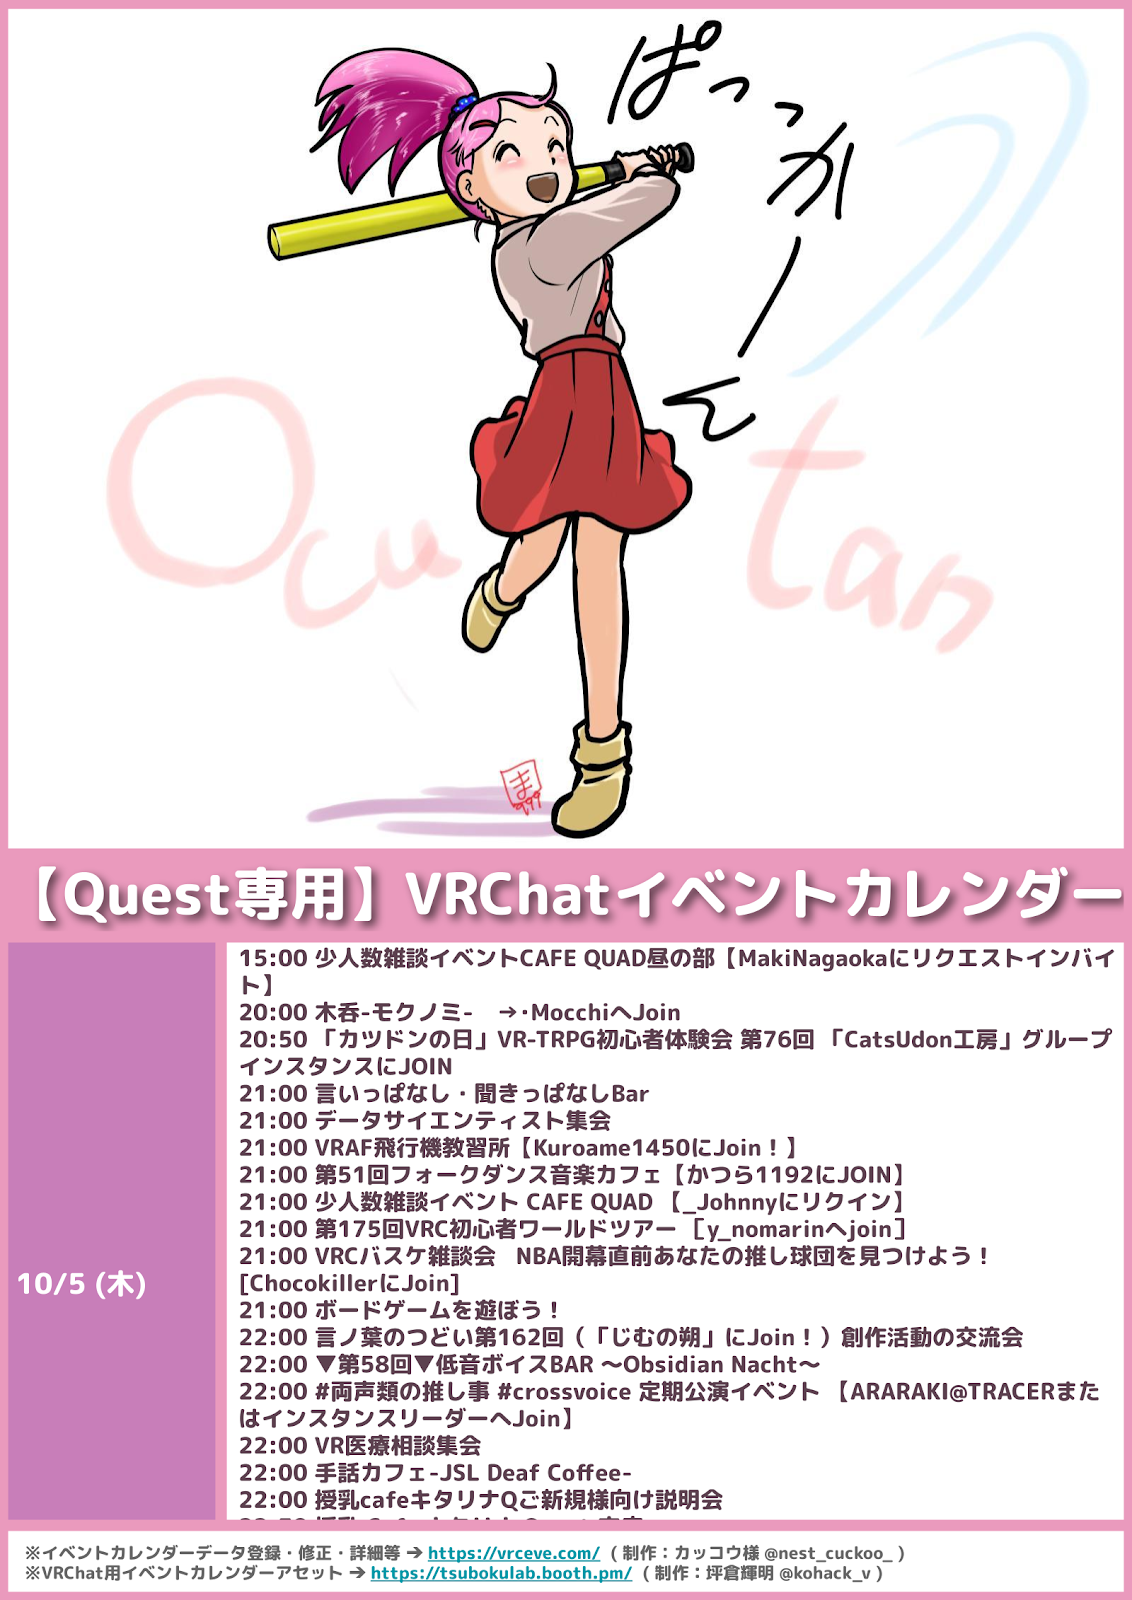 ぱっっかーーん
Ocu tan
ま
999
【Quest専用】VRChatイベントカレンダー
10/5 (木)
15:00 少人数雑談イベントCAFE QUAD昼の部【MakiNagaokaにリクエストインバイ
ト】
20:00 木呑-モクノミ-　→・MocchiへJoin
20:50 「カツドンの日」VR-TRPG初心者体験会 第76回 「CatsUdon工房」グループ
インスタンスにJOIN
21:00 言いっぱなし・聞きっぱなしBar
21:00 データサイエンティスト集会
21:00 VRAF飛行機教習所【Kuroame1450にJoin！】
21:00 第51回フォークダンス音楽カフェ【かつら1192にJOIN】
21:00 少人数雑談イベント CAFE QUAD 【_Johnnyにリクイン】
21:00 第175回VRC初心者ワールドツアー ［y_nomarinへjoin］
21:00 VRCバスケ雑談会　NBA開幕直前あなたの推し球団を見つけよう！
[ChocokillerにJoin]
21:00 ボードゲームを遊ぼう！
22:00 言ノ葉のつどい第162回（「じむの朔」にJoin！）創作活動の交流会
22:00 ▼第58回▼低音ボイスBAR ～Obsidian Nacht～
22:00 #両声類の推し事 #crossvoice 定期公演イベント 【ARARAKI@TRACERまた
はインスタンスリーダーへJoin】
22:00 VR医療相談集会
22:00 手話カフェ-JSL Deaf Coffee-
22:00 授乳cafeキタリナQご新規様向け説明会
※イベントカレンダーデータ登録・修正・詳細等 ➔ https://vrceve.com/ （ 制作：カッコウ様 @nest_cuckoo_ ）
※VRChat用イベントカレンダーアセット ➔ https://tsubokulab.booth.pm/ （ 制作：坪倉輝明 @kohack_v ）